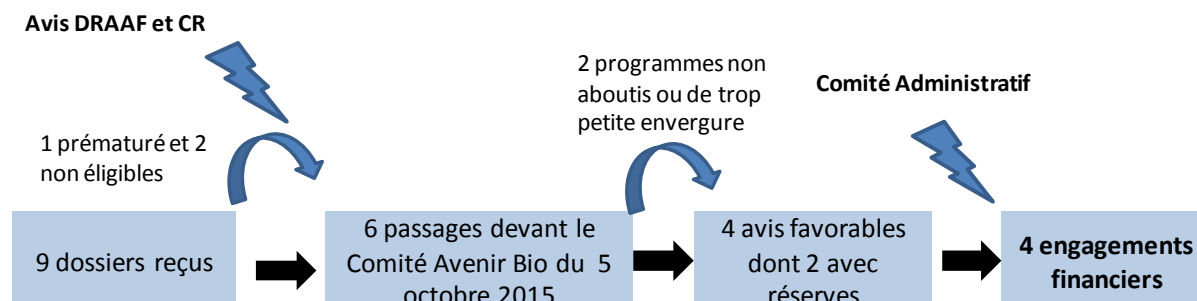 Avis DRAAF et CR
2 programmes non
aboutis ou de trop
petite envergure
Comité Administratif
1 prématuré et 2
non éligibles
9 dossiers reçus
6 passages devant le
Comité Avenir Bio du 5
octobre 2015
4 avis favorables
dont 2 avec
réserves
4 engagements
financiers